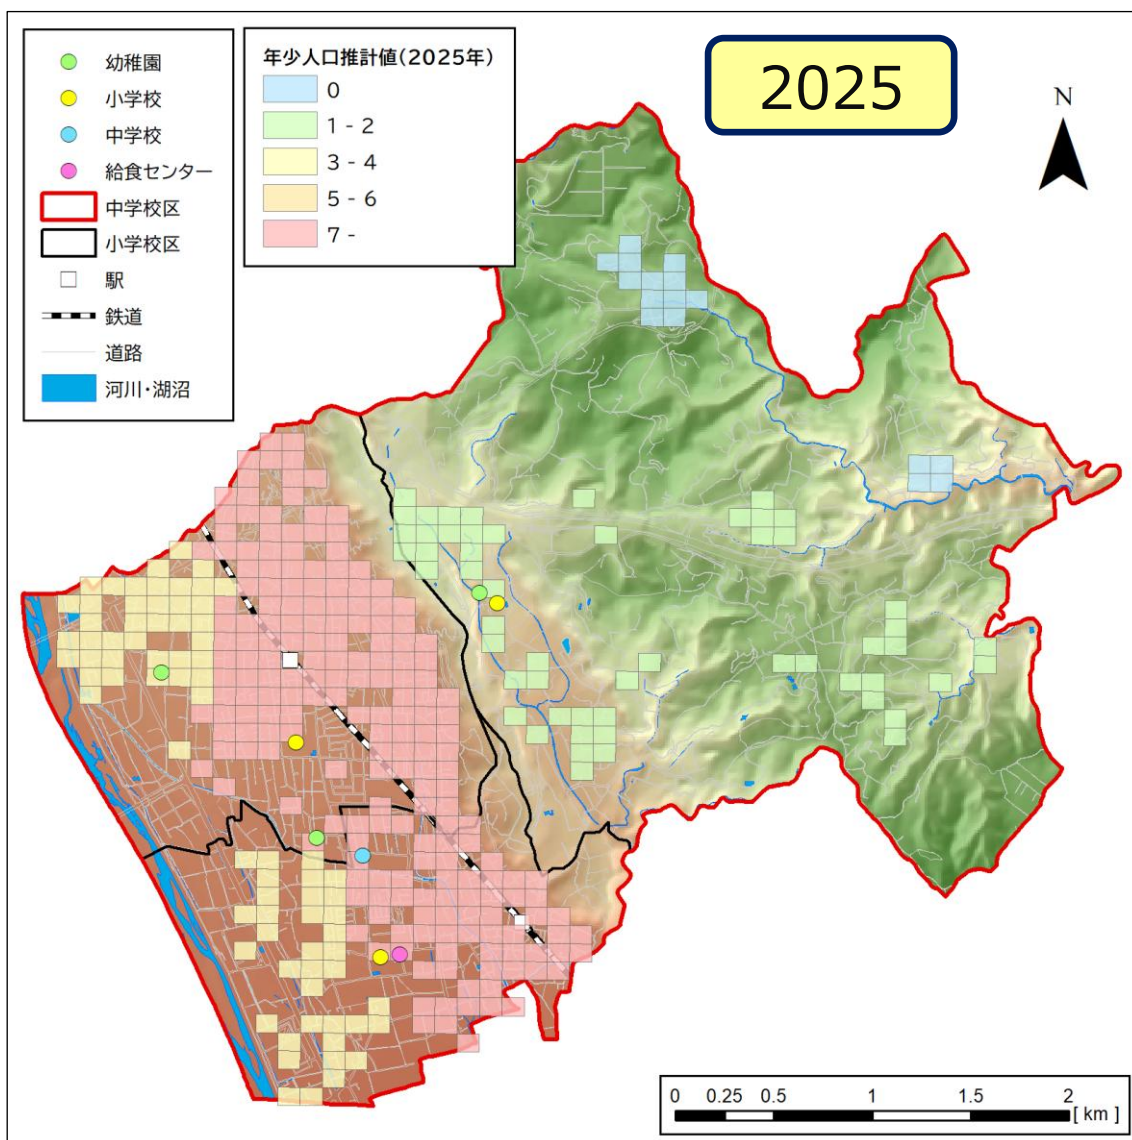 幼稚園
小学校
中学校
給食センター
中学校区
小学校区
駅
鉄道
道路
河川・湖沼
年少人口推計値(2025年)
0
1 - 2
3 - 4
5 - 6
7 -
2025
N
0 0.25 0.5 1 1.5 2
[ km ]